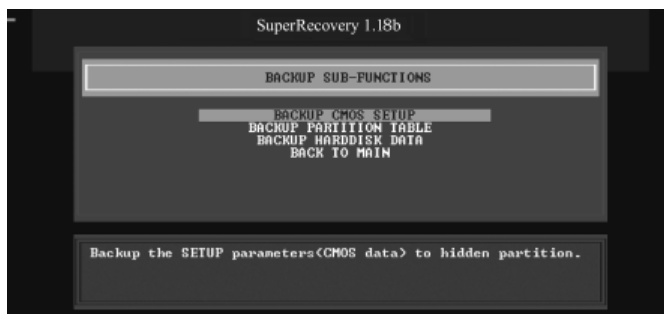 SuperRecovery 1.18b
BACKUP SUB-FUNCTIONS
BACKUP CMOS SETUP
BACKUP PARTITION TABLE
BACKUP HARDDISK DATA
BACK TO MAIN
Backup the SETUP parameters<CMOS data> to hidden partition.